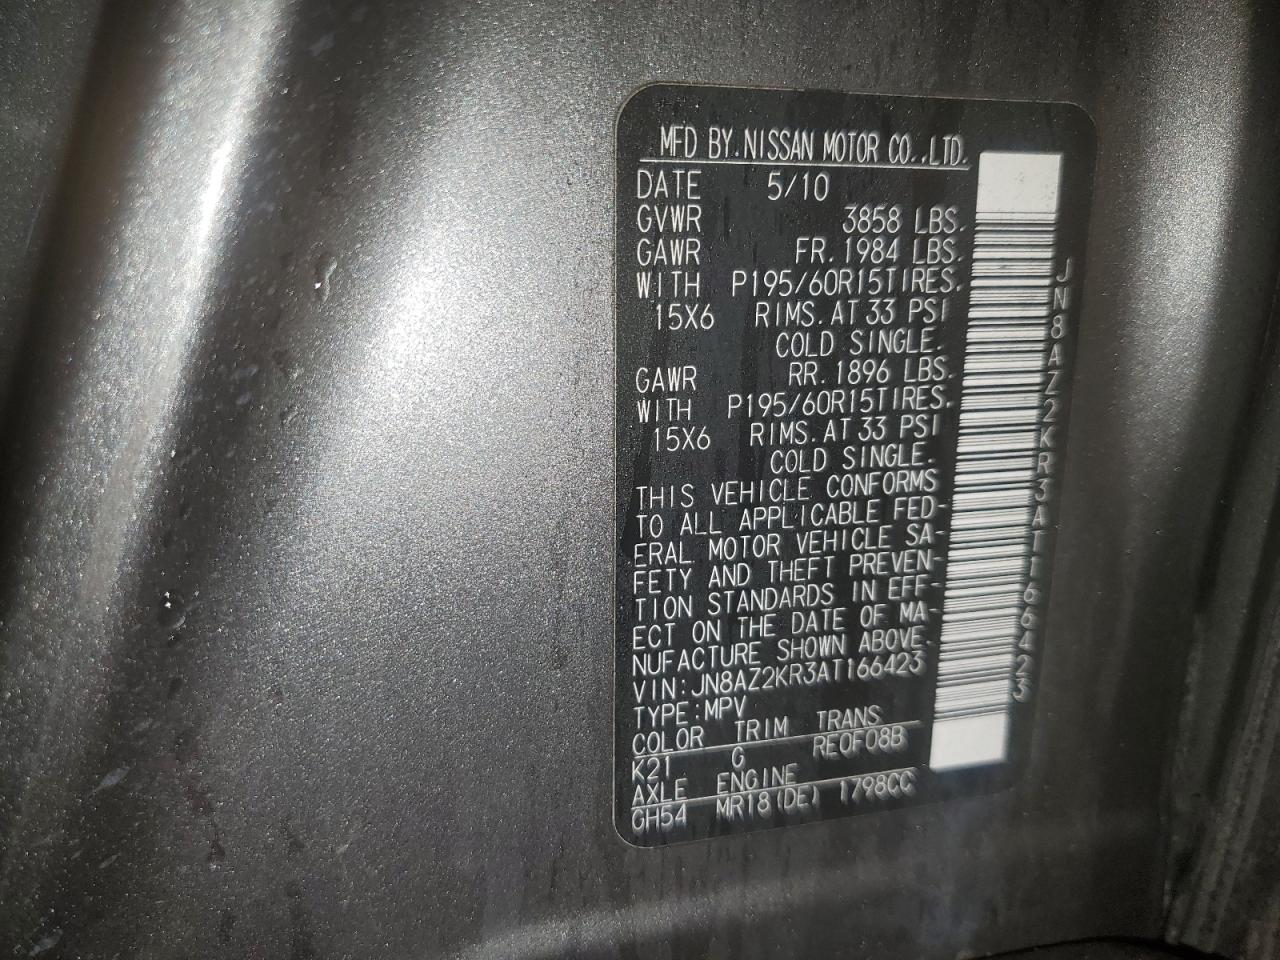 MFD BY.NISSAN MOTOR CO.,LTD.
DATE 5/10
GVWR 3858 LBS.
GAWR FR. 1984 LBS.
WITH P195/60R15TIRES.
15X6 RIMS.AT 33 PSI
COLD SINGLE.
GAWR RR. 1896 LBS.
WITH P195/60R15TIRES.
15X6 RIMS.AT 33 PSI
COLD SINGLE.
THIS VEHICLE CONFORMS
TO ALL APPLICABLE FED-
ERAL MOTOR VEHICLE SA-
FETY AND THEFT PREVEN-
TION STANDARDS IN EFF-
ECT ON THE DATE OF MA-
NUFACTURE SHOWN ABOVE.
VIN:JN8AZ2KR3AT166423
TYPE:MPV
COLOR TRIM TRANS
K21 G RE0F08B
AXLE ENGINE
GH54 MR18(DE) 1798CC
JN8AZ2KR3AT166423